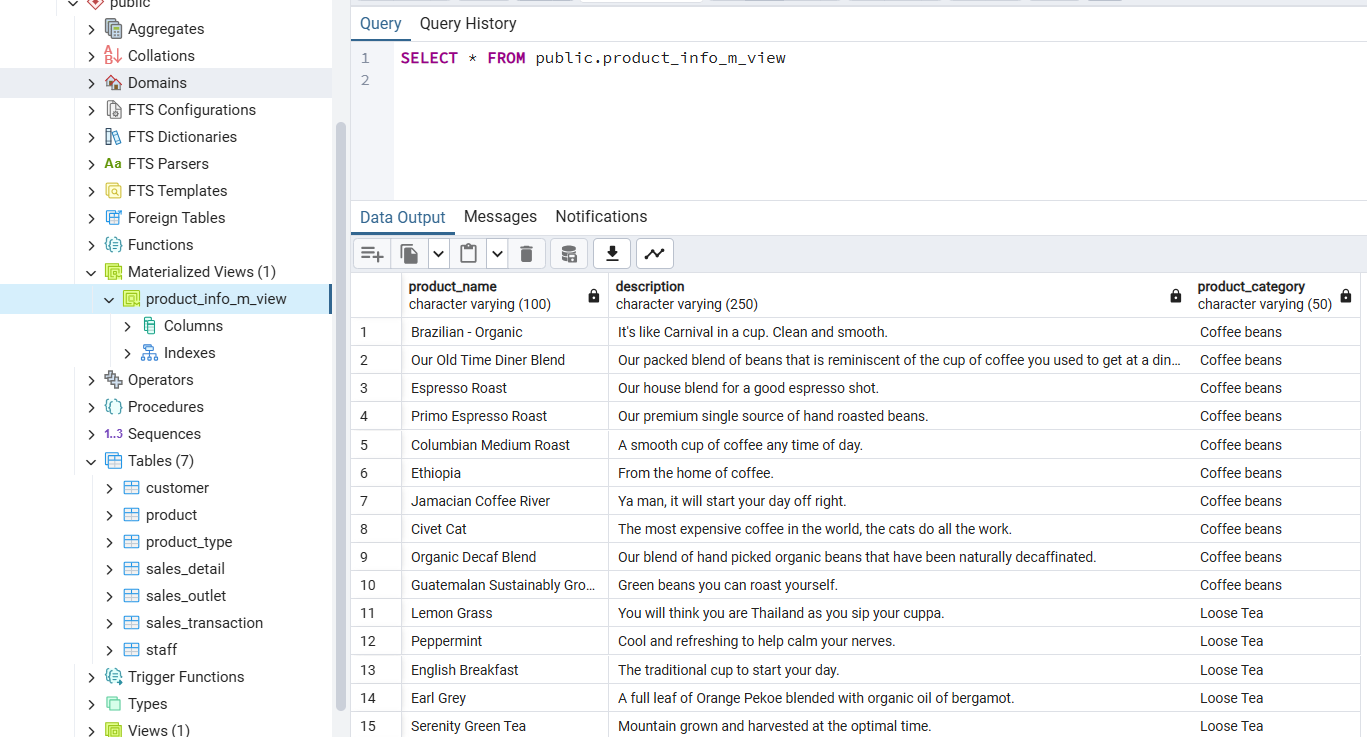 public
Aggregates
Collations
Domains
FTS Configurations
FTS Dictionaries
Aa FTS Parsers
FTS Templates
Foreign Tables
Functions
Materialized Views (1)
product_info_m_view
Columns
Indexes
Operators
Procedures
1..3 Sequences
Tables (7)
customer
product
product_type
sales_detail
sales_outlet
sales_transaction
staff
Trigger Functions
Types
Views (1)
Query Query History
1 SELECT * FROM public.product_info_m_view
2
Data Output Messages Notifications
product_name description product_category
character varying (100) character varying (250) character varying (50)
1 Brazilian - Organic It's like Carnival in a cup. Clean and smooth. Coffee beans
2 Our Old Time Diner Blend Our packed blend of beans that is reminiscent of the cup of coffee you used to get at a din... Coffee beans
3 Espresso Roast Our house blend for a good espresso shot. Coffee beans
4 Primo Espresso Roast Our premium single source of hand roasted beans. Coffee beans
5 Columbian Medium Roast A smooth cup of coffee any time of day. Coffee beans
6 Ethiopia From the home of coffee. Coffee beans
7 Jamacian Coffee River Ya man, it will start your day off right. Coffee beans
8 Civet Cat The most expensive coffee in the world, the cats do all the work. Coffee beans
9 Organic Decaf Blend Our blend of hand picked organic beans that have been naturally decaffinated. Coffee beans
10 Guatemalan Sustainably Gro... Green beans you can roast yourself. Coffee beans
11 Lemon Grass You will think you are Thailand as you sip your cuppa. Loose Tea
12 Peppermint Cool and refreshing to help calm your nerves. Loose Tea
13 English Breakfast The traditional cup to start your day. Loose Tea
14 Earl Grey A full leaf of Orange Pekoe blended with organic oil of bergamot. Loose Tea
15 Serenity Green Tea Mountain grown and harvested at the optimal time. Loose Tea